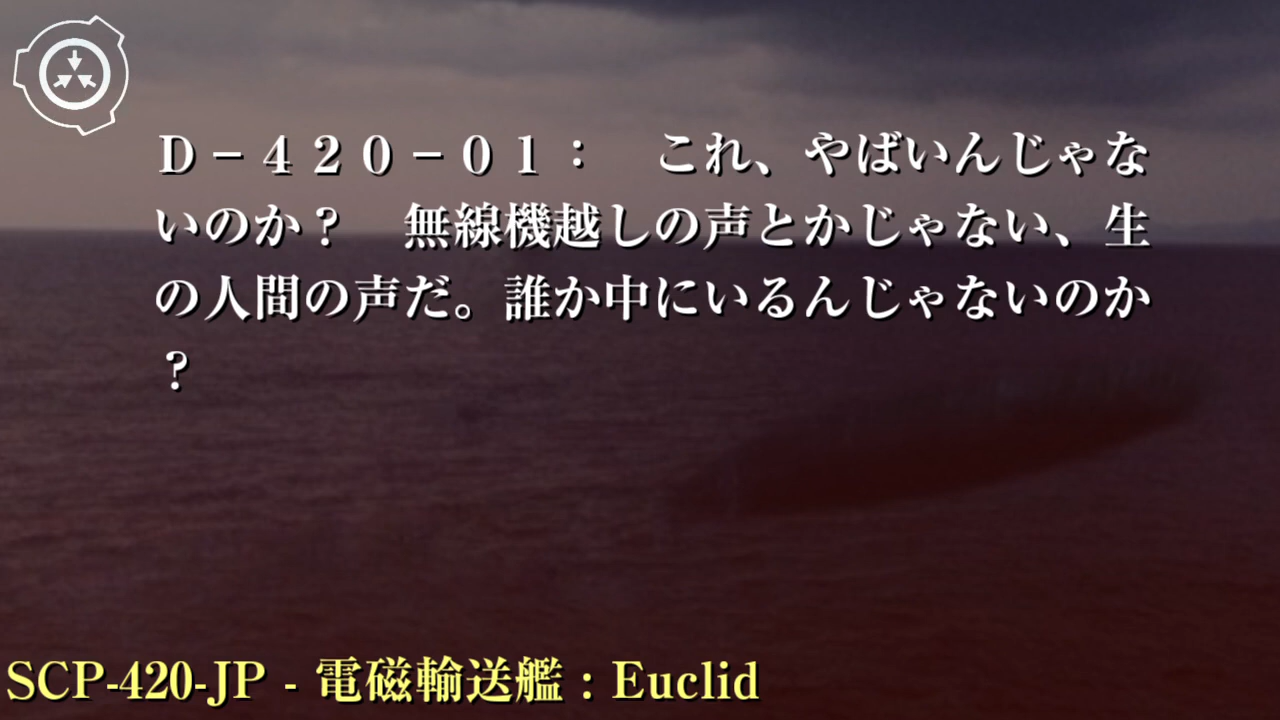 Ｄ－４２０－０１：　これ、やばいんじゃな
いのか？　無線機越しの声とかじゃない、生
の人間の声だ。誰か中にいるんじゃないのか
？
SCP-420-JP - 電磁輸送艦 : Euclid